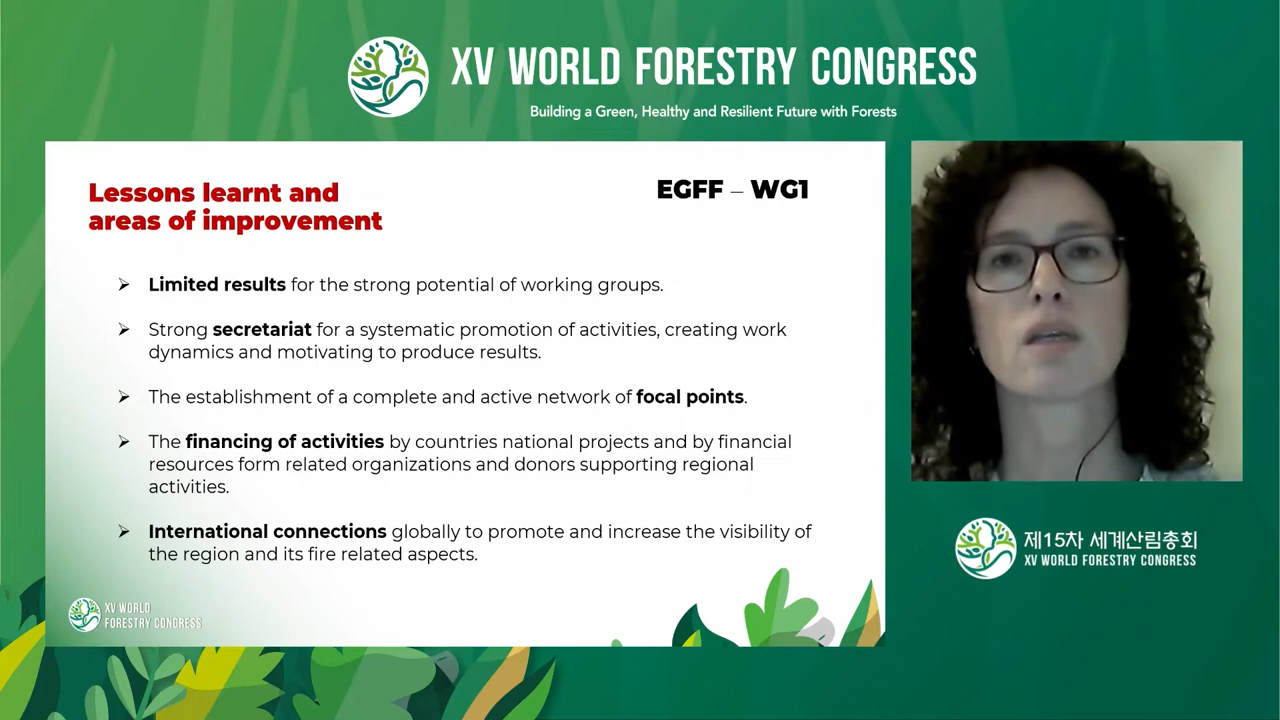 XV WORLD FORESTRY CONGRESS
Building a Green, Healthy and Resilient Future with Forests
Lessons learnt and
areas of improvement
EGFF – WG1
➢ Limited results for the strong potential of working groups.
➢ Strong secretariat for a systematic promotion of activities, creating work
dynamics and motivating to produce results.
➢ The establishment of a complete and active network of focal points.
➢ The financing of activities by countries national projects and by financial
resources form related organizations and donors supporting regional
activities.
➢ International connections globally to promote and increase the visibility of
the region and its fire related aspects.
XV WORLD
FORESTRY CONGRESS
제15차 세계산림총회
XV WORLD FORESTRY CONGRESS